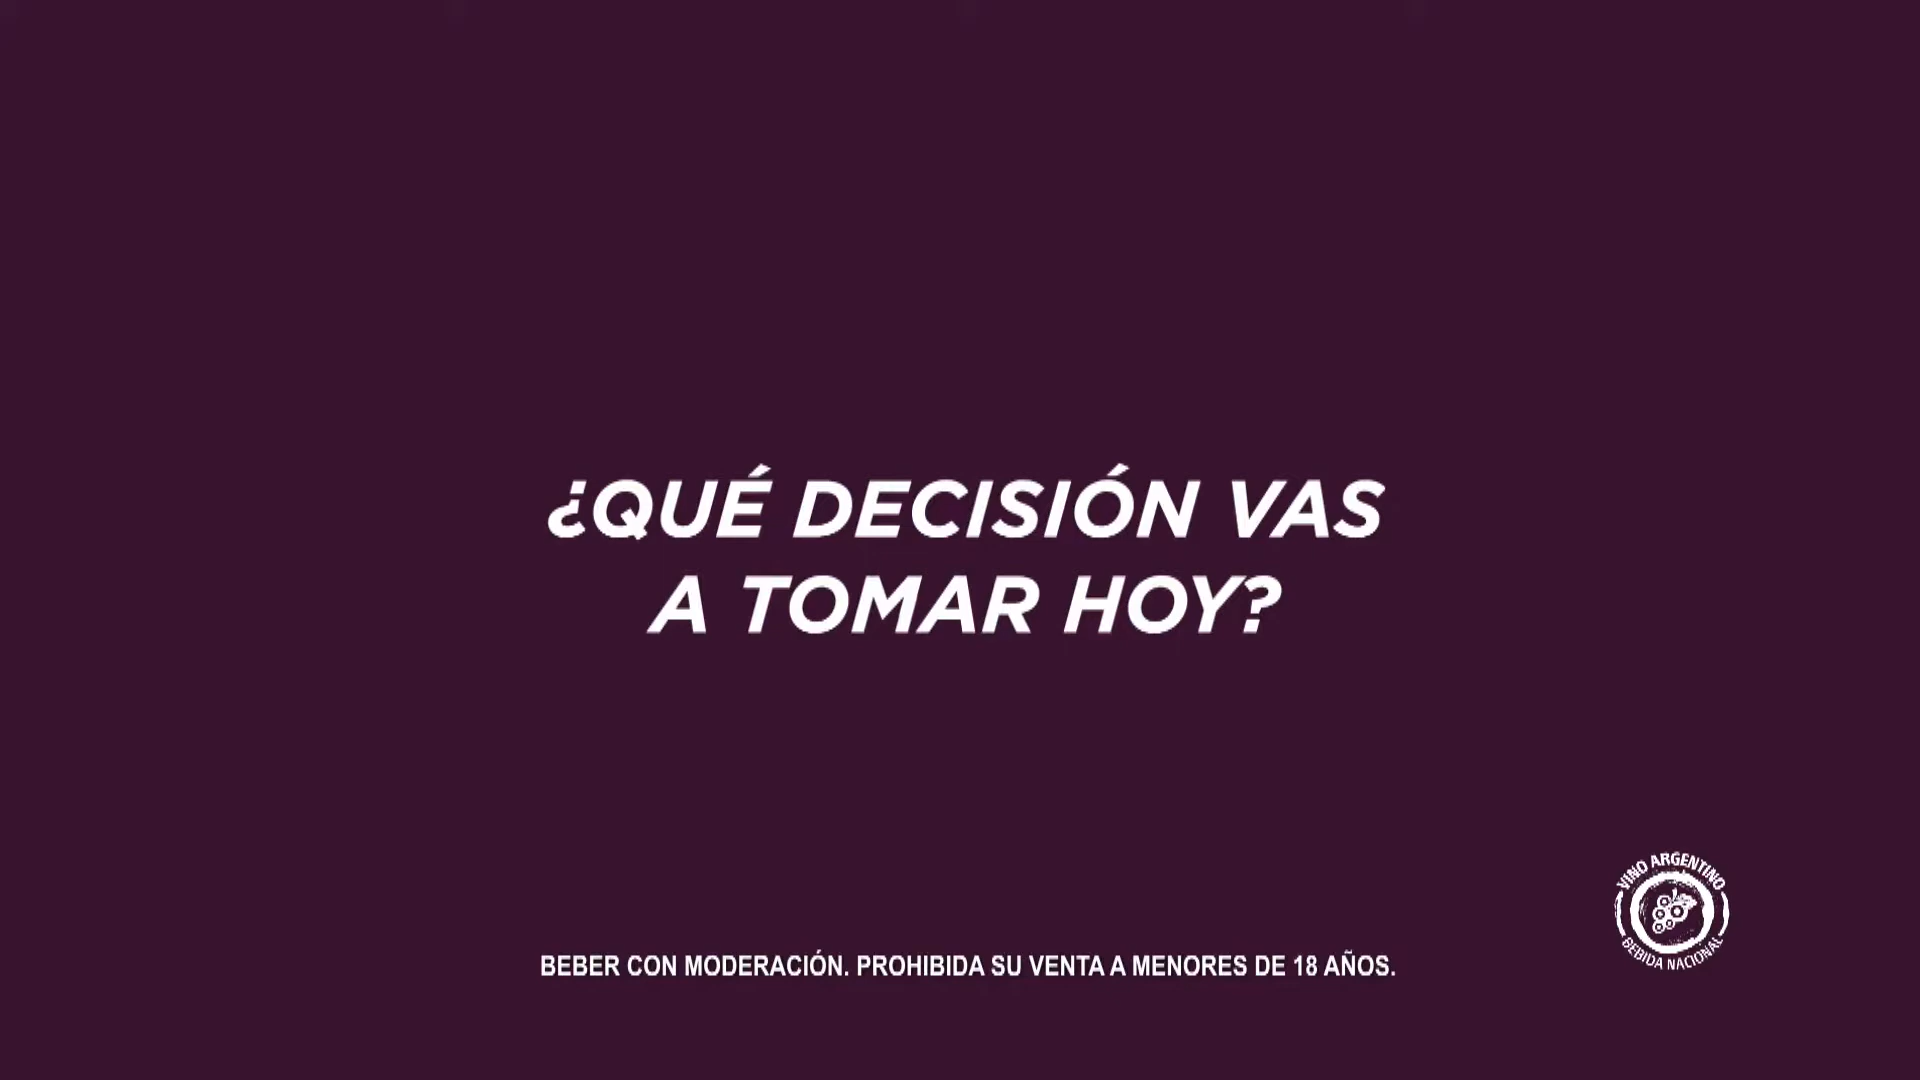 ¿QUÉ DECISIÓN VAS
A TOMAR HOY?
VINO ARGENTINO
BEBIDA NACIONAL
BEBER CON MODERACIÓN. PROHIBIDA SU VENTA A MENORES DE 18 AÑOS.